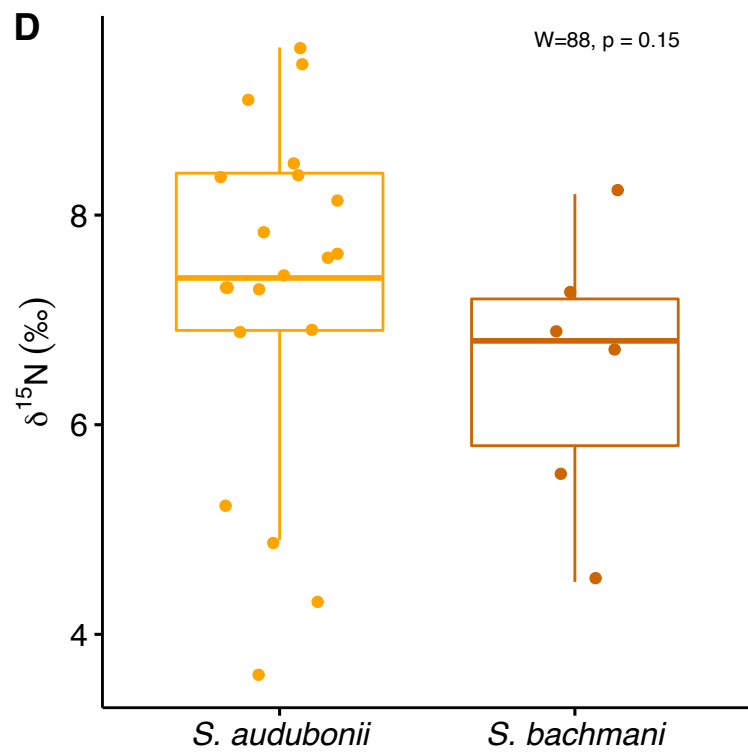 D
W=88, p = 0.15
8
6
4
δ¹⁵N (‰)
S. audubonii
S. bachmani